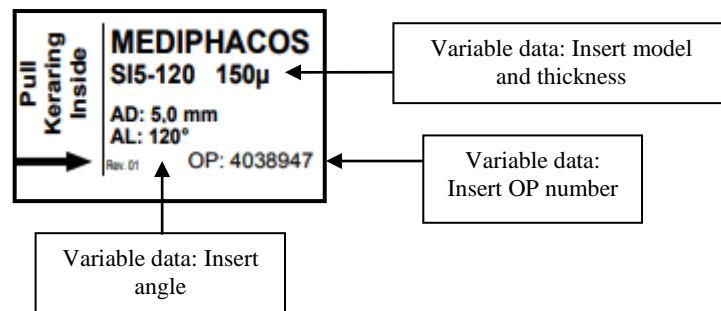 Pull
Keraring
Inside
MEDIPHACOS
SI5-120 150µ
AD: 5,0 mm
AL: 120°
Rev. 01
OP: 4038947
Variable data: Insert model
and thickness
Variable data:
Insert OP number
Variable data: Insert
angle